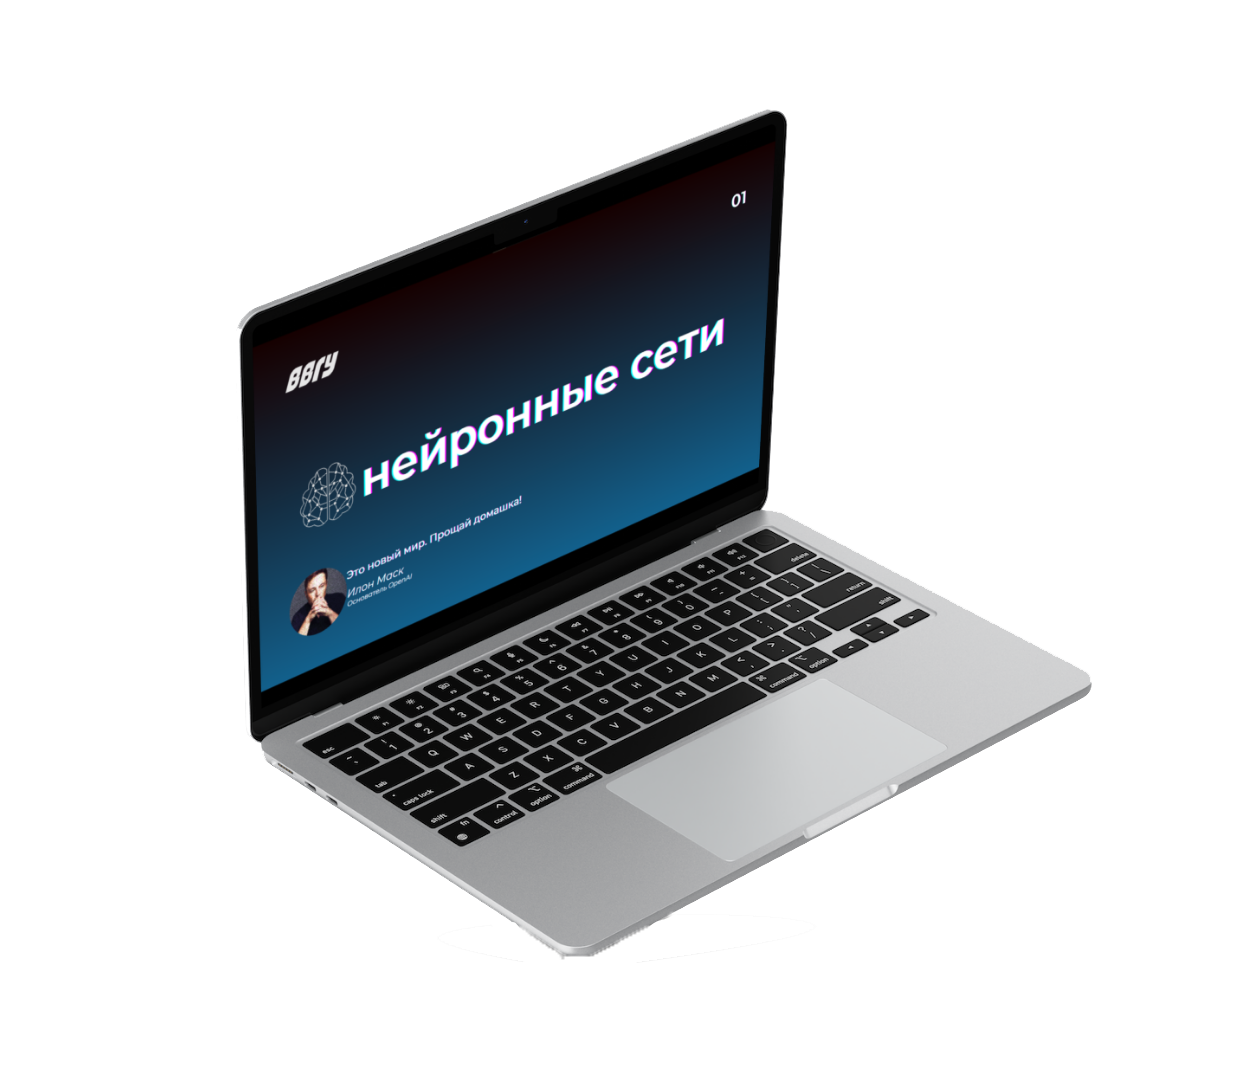 01
ВВГУ
нейронные сети
Это новый мир. Прощай домашка!
Илон Маск
Основатель OpenAI
esc
delete
tab
Q W E R T Y U I O P
return
caps lock
A S D F G H J K L
shift
Z X C V B N M
shift
fn
control
option
command
command
option